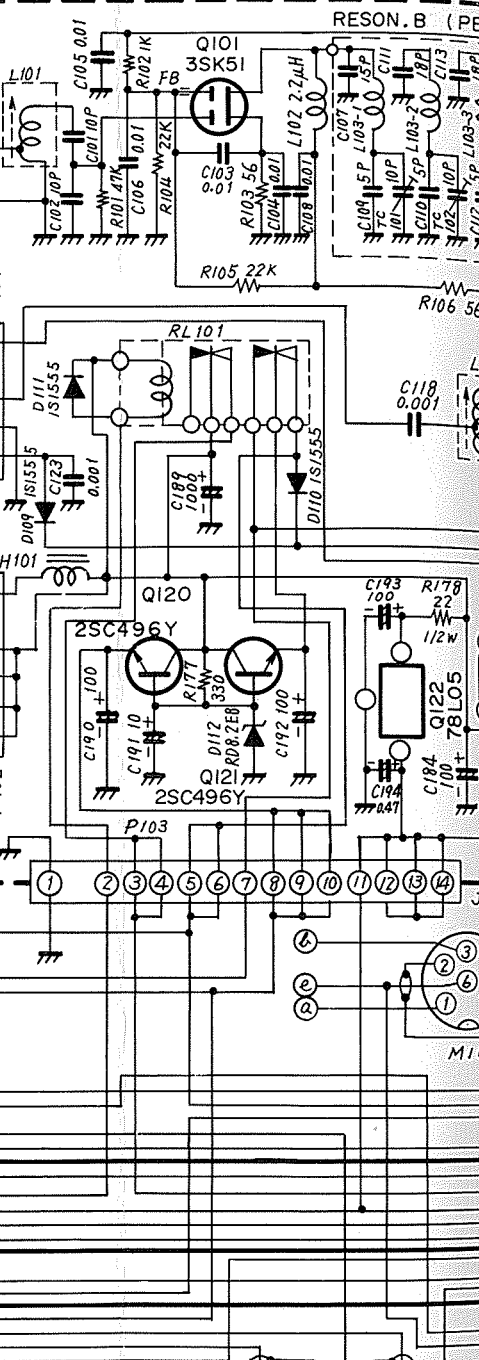 RESON.B (PE
C105 0.01
R102 1K
Q101
3SK51
FB
L101
C101 10P
C102 10P
R101 47K
0.01
C106
22K
R104
C103
0.01
R103 56
C104 0.01
C108 0.01
L102 2.2μH
C107
15P
C111
18P
C113
18P
L103-1
L103-2
L103-3
C109 5P
TC
101
10P
C110 5P
TC
102
10P
C112 5P
R105 22K
R106 56
RL101
D111
1S1555
C118
0.001
1S1555
D109
C123
0.001
C189
1000
+
D110 1S1555
H101
Q120
2SC496Y
C190 100
+
-
C191 10
+
-
R177
330
D112
RD8.2EB
C192 100
+
-
Q121
2SC496Y
C193
100
- +
R178
22
1/2W
Q122
78L05
C194
0.47
- +
C184
100
+
-
P103
1 2 3 4 5 6 7 8 9 10 11 12 13 14
J
b
e
a
3
2
6
1
MI